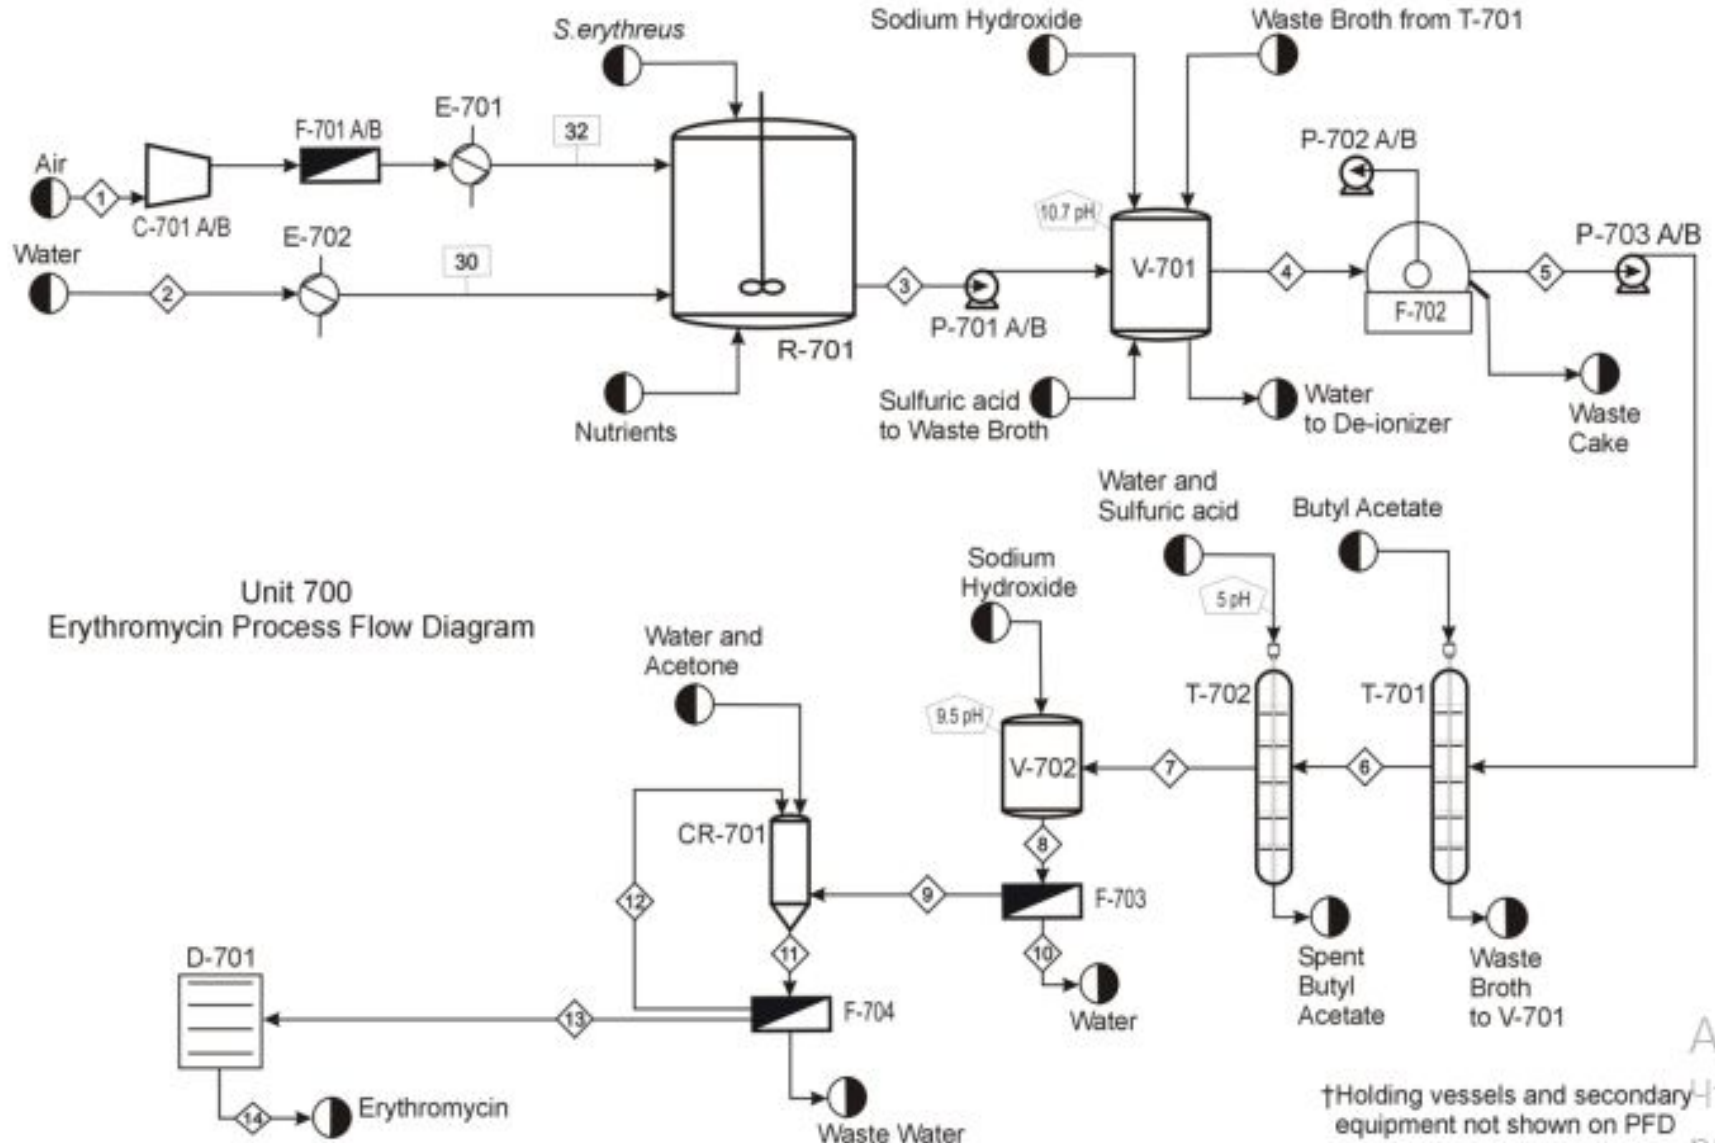 S.erythreus
Sodium Hydroxide
Waste Broth from T-701
E-701
F-701 A/B
32
Air
1
C-701 A/B
Water
2
E-702
30
R-701
Nutrients
3
P-701 A/B
10.7 pH
V-701
4
P-702 A/B
F-702
5
P-703 A/B
Sulfuric acid
to Waste Broth
Water
to De-ionizer
Waste
Cake
Unit 700
Erythromycin Process Flow Diagram
Water and
Sulfuric acid
Butyl Acetate
5 pH
T-702
T-701
6
7
Sodium
Hydroxide
9.5 pH
V-702
8
F-703
9
10
Water
Spent
Butyl
Acetate
Waste
Broth
to V-701
Water and
Acetone
CR-701
12
11
F-704
13
D-701
14
Erythromycin
Waste Water
†Holding vessels and secondary
equipment not shown on PFD
A